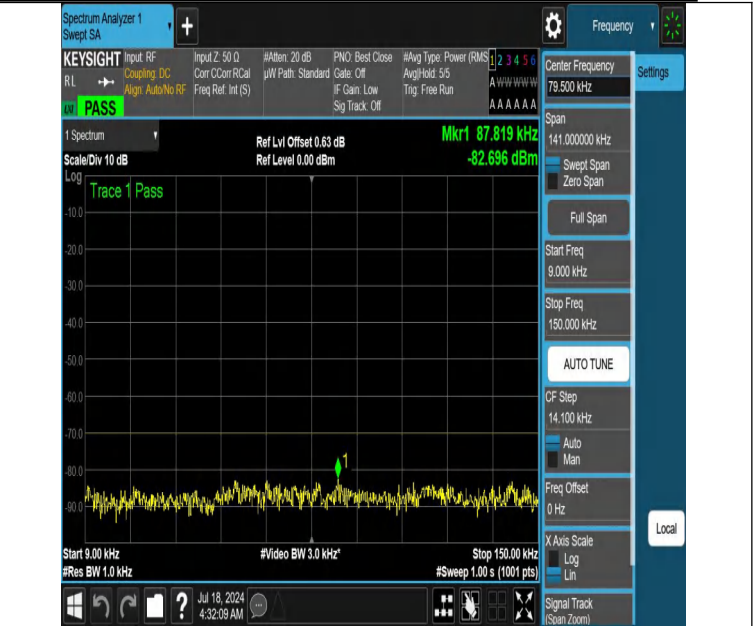 Spectrum Analyzer 1
Swept SA
+
Frequency
KEYSIGHT
RL
PASS
Input: RF
Coupling: DC
Align: Auto/No RF
Input Z: 50 Ω
Corr CCorr RCal
Freq Ref: Int (S)
#Atten: 20 dB
µW Path: Standard
PNO: Best Close
Gate: Off
IF Gain: Low
Sig Track: Off
#Avg Type: Power (RMS
Avg|Hold: 5/5
Trig: Free Run
1 2 3 4 5 6
A W W W W W
A A A A A A
1 Spectrum
Scale/Div 10 dB
Ref Lvl Offset 0.63 dB
Ref Level 0.00 dBm
Mkr1 87.819 kHz
-82.696 dBm
Log
Trace 1 Pass
-10.0
-20.0
-30.0
-40.0
-50.0
-60.0
-70.0
-80.0
-90.0
1
Start 9.00 kHz
#Res BW 1.0 kHz
#Video BW 3.0 kHz*
Stop 150.00 kHz
#Sweep 1.00 s (1001 pts)
Jul 18, 2024
4:32:09 AM
Center Frequency
79.500 kHz
Span
141.000000 kHz
Swept Span
Zero Span
Full Span
Start Freq
9.000 kHz
Stop Freq
150.000 kHz
AUTO TUNE
CF Step
14.100 kHz
Auto
Man
Freq Offset
0 Hz
X Axis Scale
Log
Lin
Signal Track
(Span Zoom)
Settings
Local